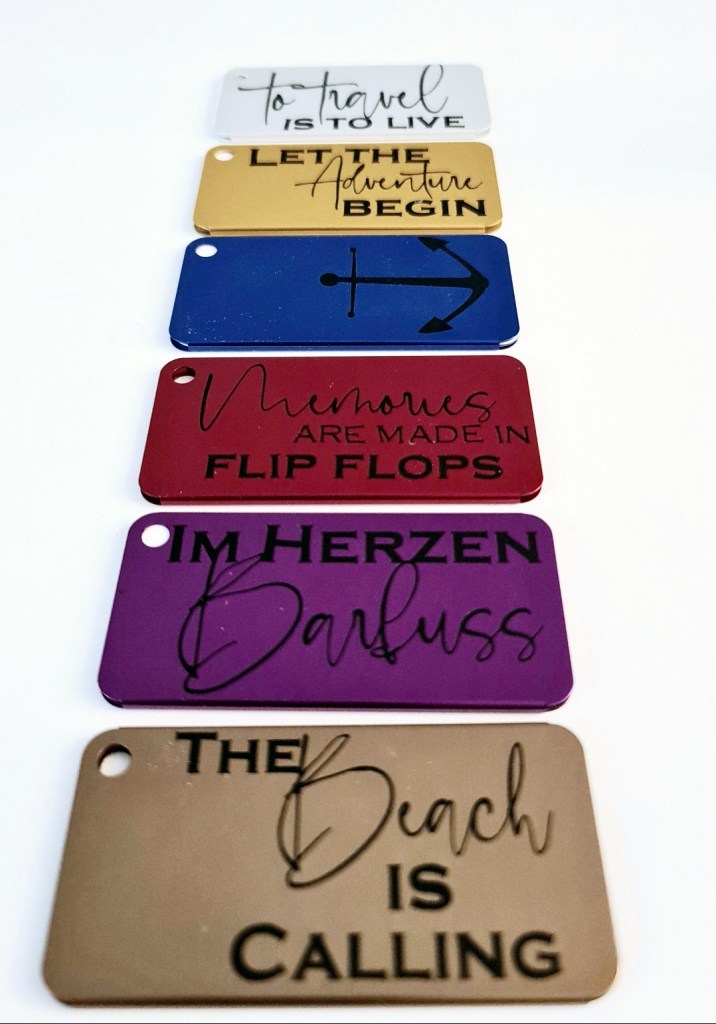 to travel
IS TO LIVE
LET THE
Adventure
BEGIN
Memories
ARE MADE IN
FLIP FLOPS
IM HERZEN
Barfuss
THE Beach
IS
CALLING